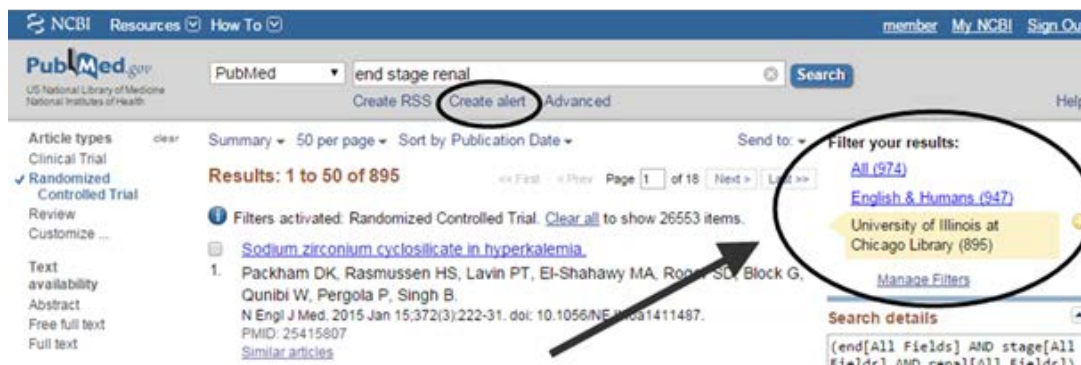 NCBI Resources How To member My NCBI Sign Ou
PubMed.gov
US National Library of Medicine
National Institutes of Health
PubMed end stage renal Search
Create RSS Create alert Advanced Help
Article types clear
Clinical Trial
Randomized
Controlled Trial
Review
Customize ...
Text
availability
Abstract
Free full text
Full text
Summary 50 per page Sort by Publication Date Send to:
Results: 1 to 50 of 895 << First < Prev Page 1 of 18 Next > Last >>
Filters activated: Randomized Controlled Trial. Clear all to show 26553 items.
Sodium zirconium cyclosilicate in hyperkalemia.
1. Packham DK, Rasmussen HS, Lavin PT, El-Shahawy MA, Roger SD, Block G,
Qunibi W, Pergola P, Singh B.
N Engl J Med. 2015 Jan 15;372(3):222-31. doi: 10.1056/NEJMoa1411487.
PMID: 25415807
Similar articles
Filter your results:
All (974)
English & Humans (947)
University of Illinois at
Chicago Library (895)
Manage Filters
Search details
(end[All Fields] AND stage[All
Fields] AND renal[All Fields])